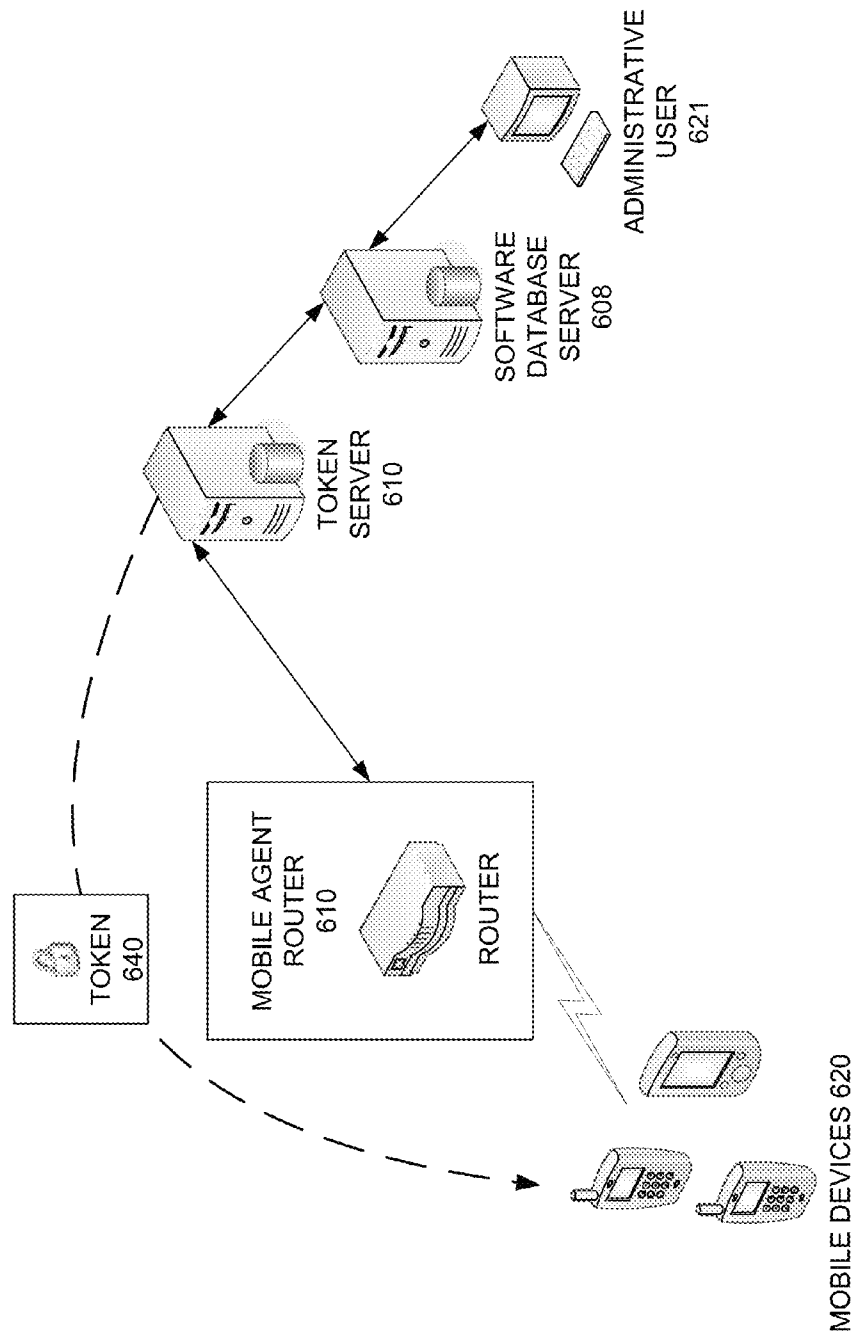 TOKEN
640
MOBILE AGENT
ROUTER
610
ROUTER
MOBILE DEVICES 620
TOKEN
SERVER
610
SOFTWARE
DATABASE
SERVER
608
ADMINISTRATIVE
USER
621